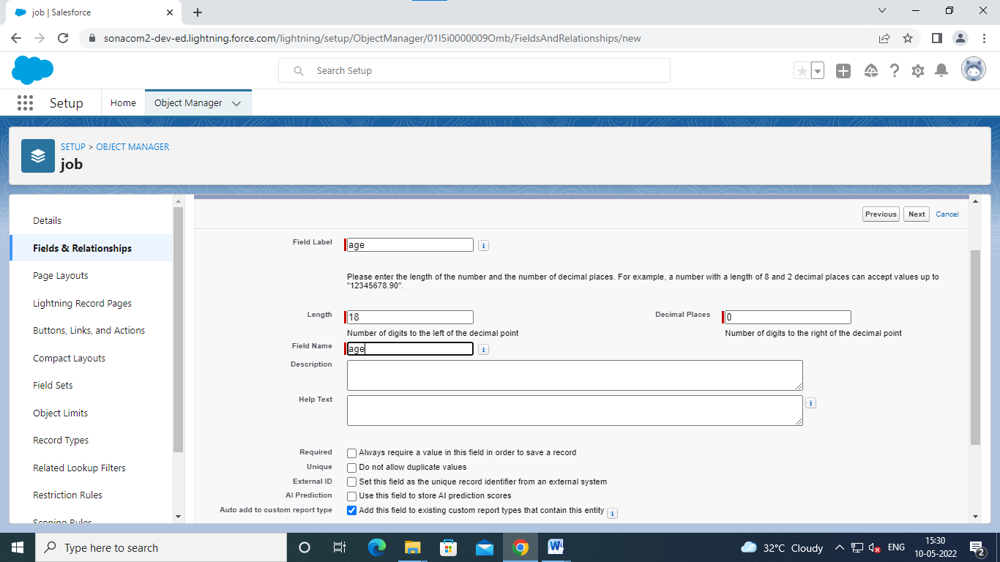 job | Salesforce
sonacom2-dev-ed.lightning.force.com/lightning/setup/ObjectManager/01I5i0000009Omb/FieldsAndRelationships/new
Search Setup
Setup
Home
Object Manager
SETUP > OBJECT MANAGER
job
Details
Fields & Relationships
Page Layouts
Lightning Record Pages
Buttons, Links, and Actions
Compact Layouts
Field Sets
Object Limits
Record Types
Related Lookup Filters
Restriction Rules
Scoping Rules
Previous Next Cancel
Field Label age i
Please enter the length of the number and the number of decimal places. For example, a number with a length of 8 and 2 decimal places can accept values up to
"12345678.90".
Length 18 Decimal Places 0
Number of digits to the left of the decimal point Number of digits to the right of the decimal point
Field Name age i
Description
Help Text i
Required Always require a value in this field in order to save a record
Unique Do not allow duplicate values
External ID Set this field as the unique record identifier from an external system
AI Prediction Use this field to store AI prediction scores
Auto add to custom report type Add this field to existing custom report types that contain this entity i
Type here to search
W
32°C Cloudy
ENG
15:30
10-05-2022
2